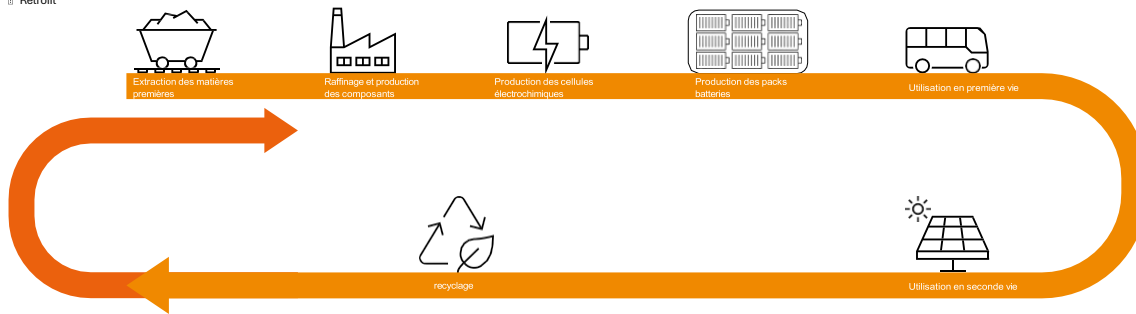 Retrofit
Extraction des matières
premières
Raffinage et production
des composants
Production des cellules
électrochimiques
Production des packs
batteries
Utilisation en première vie
recyclage
Utilisation en seconde vie